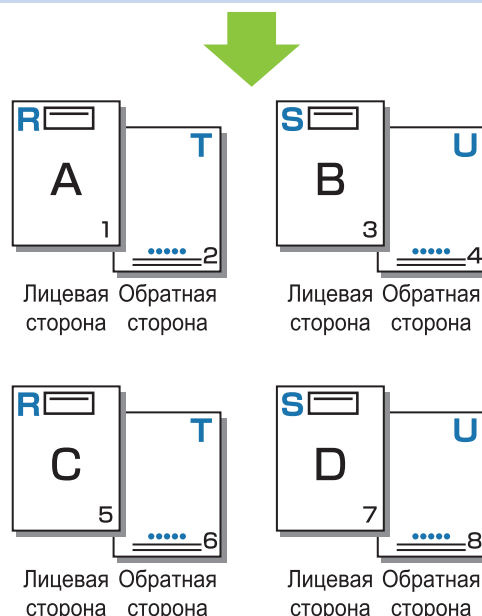 R
T
A
1
2
Лицевая Обратная
сторона сторона
S
U
B
3
4
Лицевая Обратная
сторона сторона
R
T
C
5
6
Лицевая Обратная
сторона сторона
S
U
D
7
8
Лицевая Обратная
сторона сторона